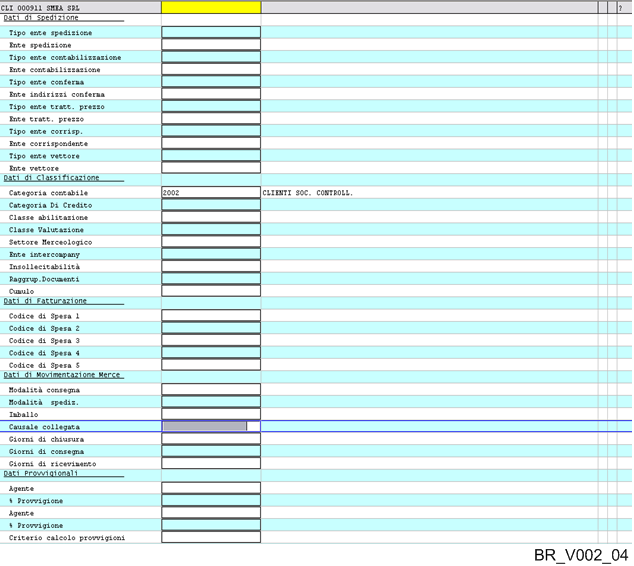 CLI 000911 SMEA SRL ?
Dati di Spedizione
Tipo ente spedizione
Ente spedizione
Tipo ente contabilizzazione
Ente contabilizzazione
Tipo ente conferma
Ente indirizzi conferma
Tipo ente tratt. prezzo
Ente tratt. prezzo
Tipo ente corrisp.
Ente corrispondente
Tipo ente vettore
Ente vettore
Dati di Classificazione
Categoria contabile 2002 CLIENTI SOC. CONTROLL.
Categoria Di Credito
Classe abilitazione
Classe Valutazione
Settore Merceologico
Ente intercompany
Insollecitabilità
Raggrup.Documenti
Cumulo
Dati di Fatturazione
Codice di Spesa 1
Codice di Spesa 2
Codice di Spesa 3
Codice di Spesa 4
Codice di Spesa 5
Dati di Movimentazione Merce
Modalità consegna
Modalità spediz.
Imballo
Causale collegata
Giorni di chiusura
Giorni di consegna
Giorni di ricevimento
Dati Provvigionali
Agente
% Provvigione
Agente
% Provvigione
Criterio calcolo provvigioni
BR_V002_04